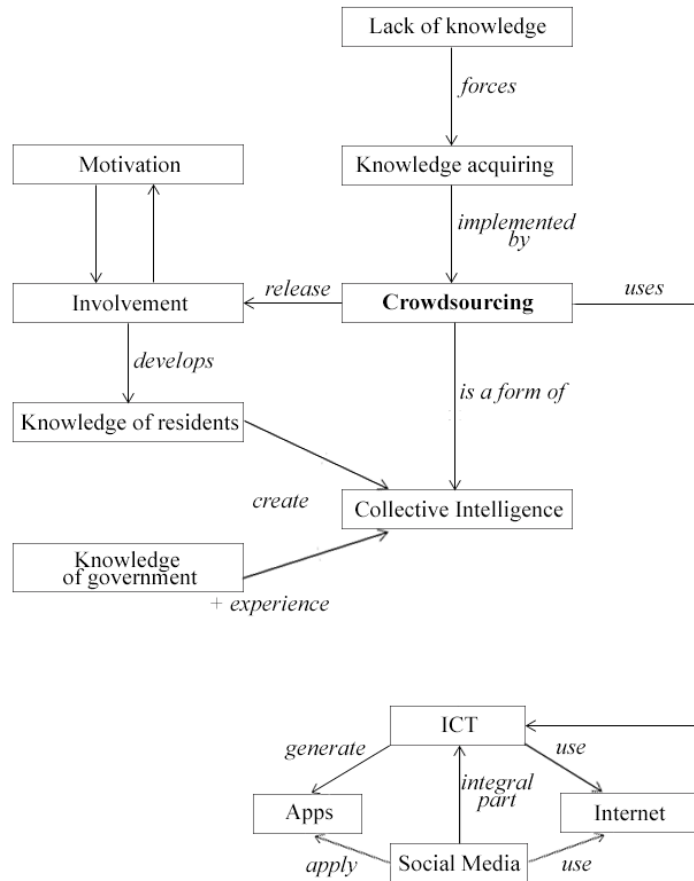 Lack of knowledge
forces
Motivation
Knowledge acquiring
implemented
by
Involvement
release
Crowdsourcing
uses
develops
is a form of
Knowledge of residents
create
Collective Intelligence
Knowledge
of government
+ experience
ICT
generate
use
integral
part
Apps
Internet
apply
Social Media
use